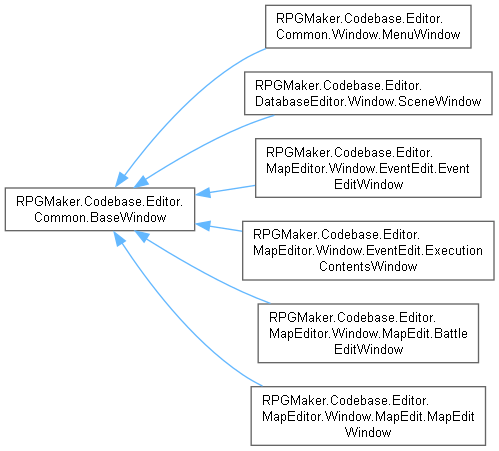 RPGMaker.Codebase.Editor.
Common.Window.MenuWindow
RPGMaker.Codebase.Editor.
DatabaseEditor.Window.SceneWindow
RPGMaker.Codebase.Editor.
MapEditor.Window.EventEdit.Event
EditWindow
RPGMaker.Codebase.Editor.
Common.BaseWindow
RPGMaker.Codebase.Editor.
MapEditor.Window.EventEdit.Execution
ContentsWindow
RPGMaker.Codebase.Editor.
MapEditor.Window.MapEdit.Battle
EditWindow
RPGMaker.Codebase.Editor.
MapEditor.Window.MapEdit.MapEdit
Window